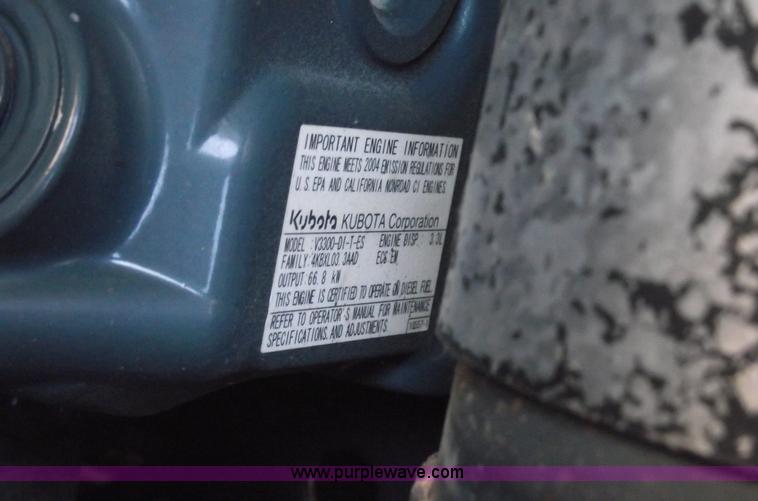 IMPORTANT ENGINE INFORMATION
THIS ENGINE MEETS 2004 EMISSION REGULATIONS FOR
U.S. EPA AND CALIFORNIA NONROAD CI ENGINES
Kubota KUBOTA Corporation
MODEL : V3300-DI-T-ES ENGINE DISP. : 3.3L
FAMILY: 4KBXL03.3AAD ECS:EM
OUTPUT:66.8 kW
THIS ENGINE IS CERTIFIED TO OPERATE ON DIESEL FUEL.
REFER TO OPERATOR'S MANUAL FOR MAINTENANCE,
SPECIFICATIONS, AND ADJUSTMENTS.
www.purplewave.com